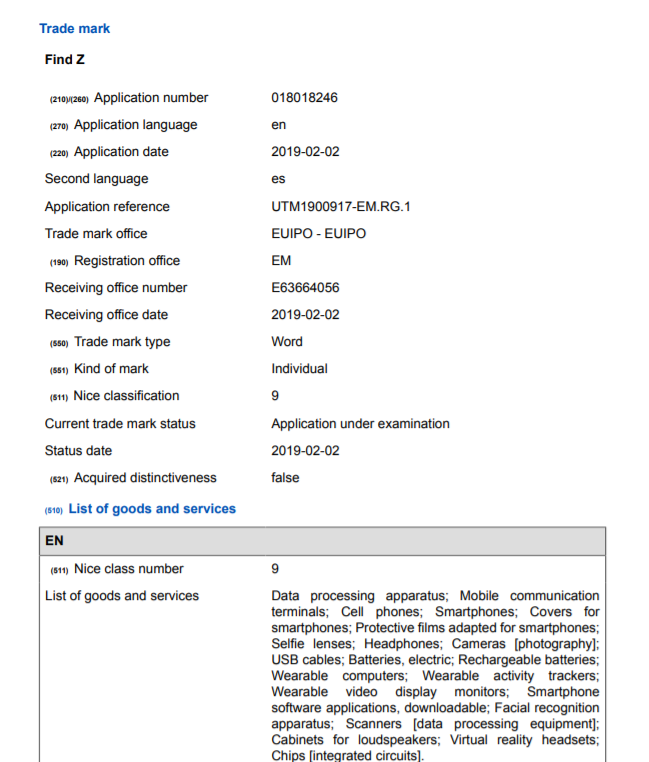 Trade mark
Find Z
(210)/(260) Application number 018018246
(270) Application language en
(220) Application date 2019-02-02
Second language es
Application reference UTM1900917-EM.RG.1
Trade mark office EUIPO - EUIPO
(190) Registration office EM
Receiving office number E63664056
Receiving office date 2019-02-02
(550) Trade mark type Word
(551) Kind of mark Individual
(511) Nice classification 9
Current trade mark status Application under examination
Status date 2019-02-02
(521) Acquired distinctiveness false
(510) List of goods and services
EN
(511) Nice class number 9
List of goods and services Data processing apparatus; Mobile communication
terminals; Cell phones; Smartphones; Covers for
smartphones; Protective films adapted for smartphones;
Selfie lenses; Headphones; Cameras [photography];
USB cables; Batteries, electric; Rechargeable batteries;
Wearable computers; Wearable activity trackers;
Wearable video display monitors; Smartphone
software applications, downloadable; Facial recognition
apparatus; Scanners [data processing equipment];
Cabinets for loudspeakers; Virtual reality headsets;
Chips [integrated circuits].